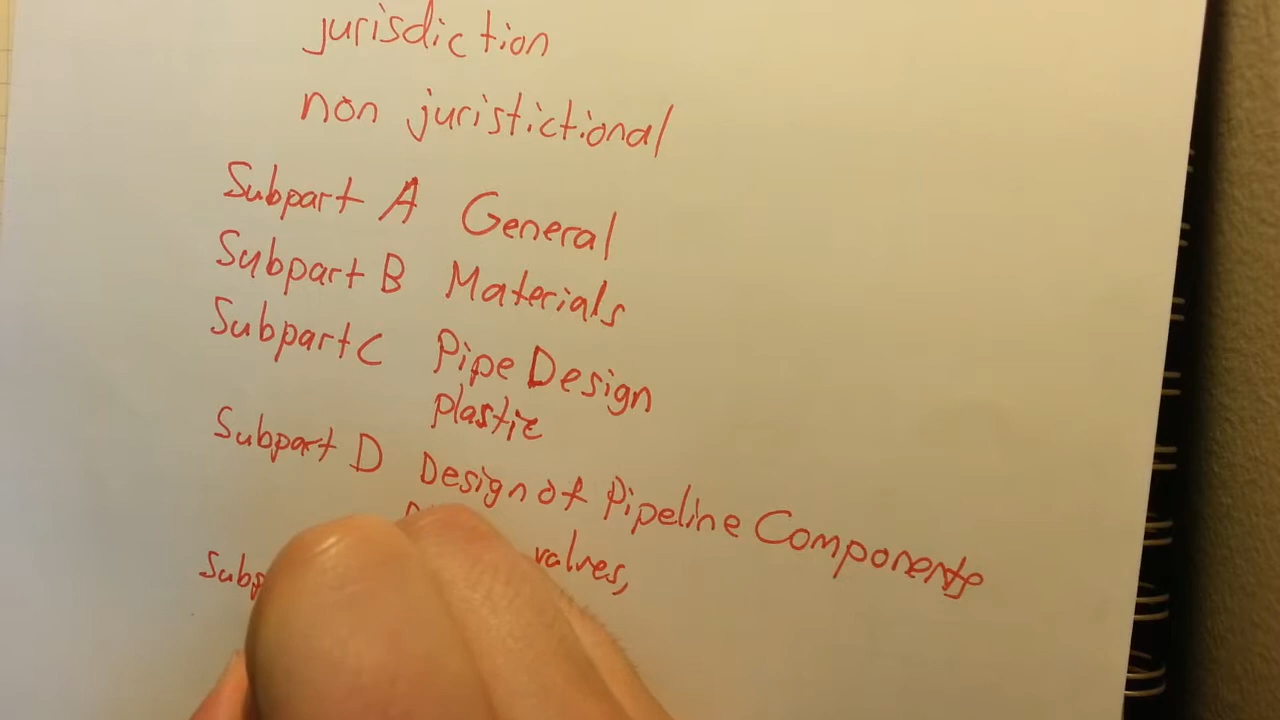 jurisdiction
non juristictional
Subpart A General
Subpart B Materials
Subpart C Pipe Design
plastic
Subpart D Design of Pipeline Components
valves,